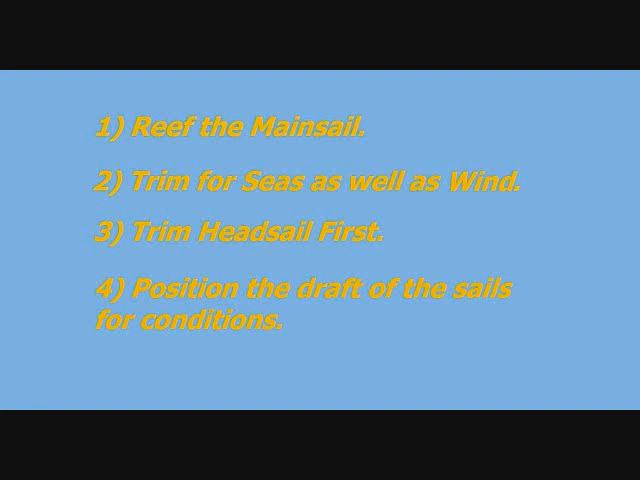 1) Reef the Mainsail.
2) Trim for Seas as well as Wind.
3) Trim Headsail First.
4) Position the draft of the sails
for conditions.